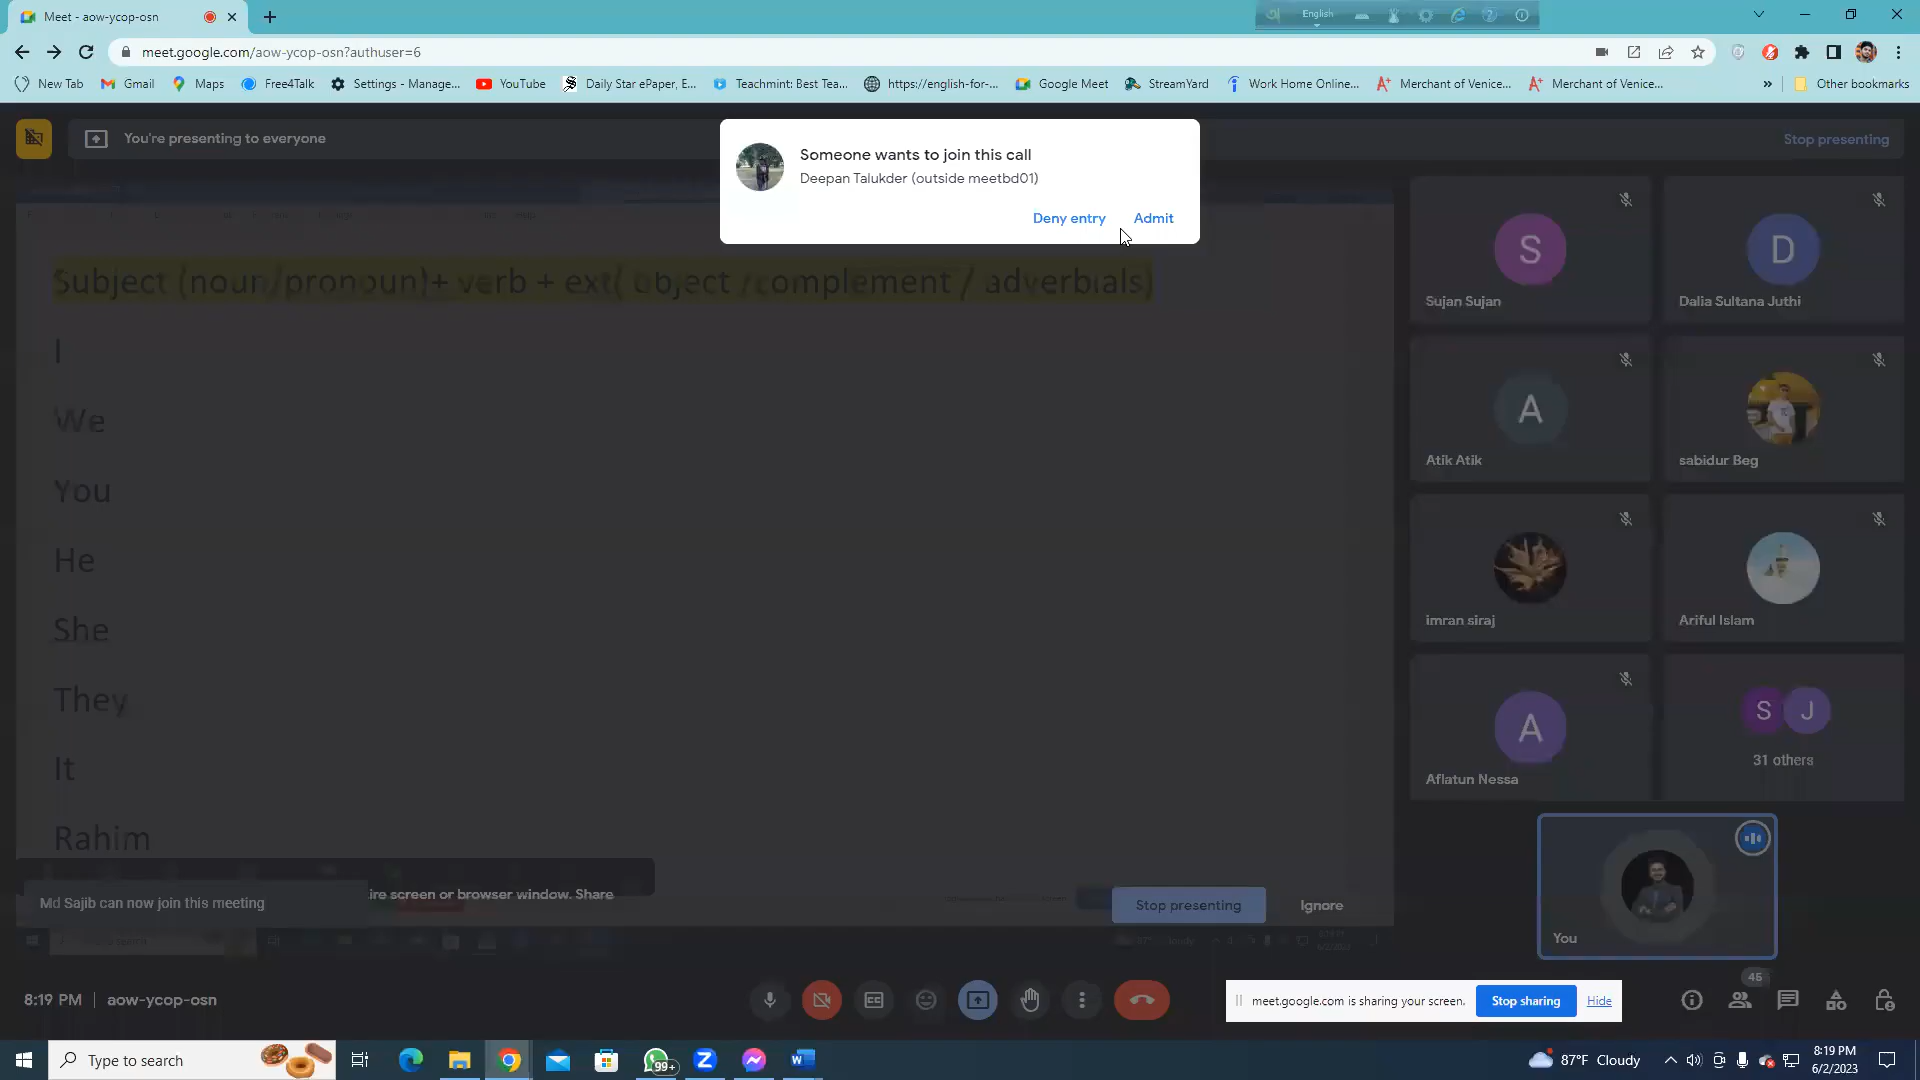 Meet - aow-ycop-osn
English
meet.google.com/aow-ycop-osn?authuser=6
New Tab
Gmail
Maps
Free4Talk
Settings - Manage...
YouTube
Daily Star ePaper, E...
Teachmint: Best Tea...
https://english-for-...
Google Meet
StreamYard
Work Home Online...
Merchant of Venice...
Merchant of Venice...
»
Other bookmarks
You're presenting to everyone
Stop presenting
Someone wants to join this call
Deepan Talukder (outside meetbd01)
Deny entry
Admit
Subject (noun/pronoun)+ verb + ext( object /complement / adverbials)
I
We
You
He
She
They
It
Rahim
S
Sujan Sujan
D
Dalia Sultana Juthi
A
Atik Atik
sabidur Beg
imran siraj
Ariful Islam
A
Aflatun Nessa
S J
31 others
You
ire screen or browser window. Share
Md Sajib can now join this meeting
Stop presenting
Ignore
8:19 PM | aow-ycop-osn
meet.google.com is sharing your screen.
Stop sharing
Hide
45
Type to search
99+
87°F Cloudy
8:19 PM
6/2/2023